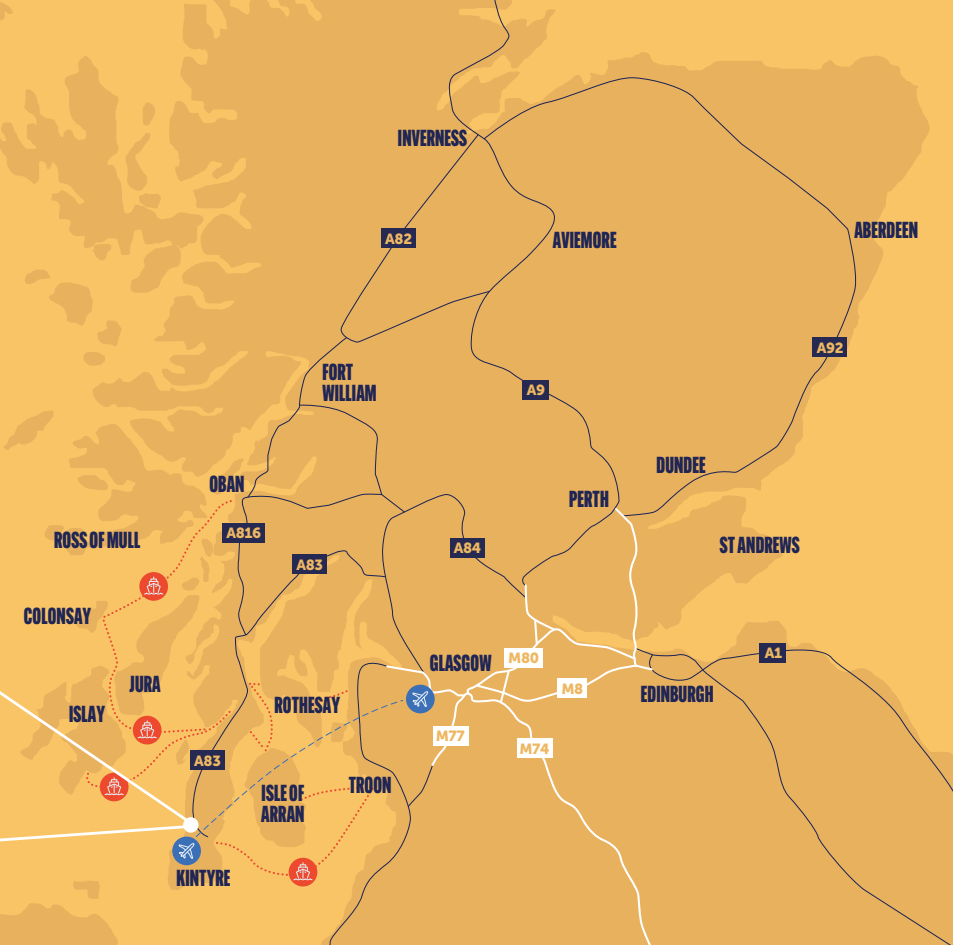 INVERNESS
ABERDEEN
A82
AVIEMORE
A92
FORT
WILLIAM
A9
DUNDEE
OBAN
PERTH
A816
ROSS OF MULL
A84
ST ANDREWS
A83
COLONSAY
A1
M80
GLASGOW
JURA
M8
EDINBURGH
ROTHESAY
ISLAY
M77
M74
A83
TROON
ISLE OF
ARRAN
KINTYRE